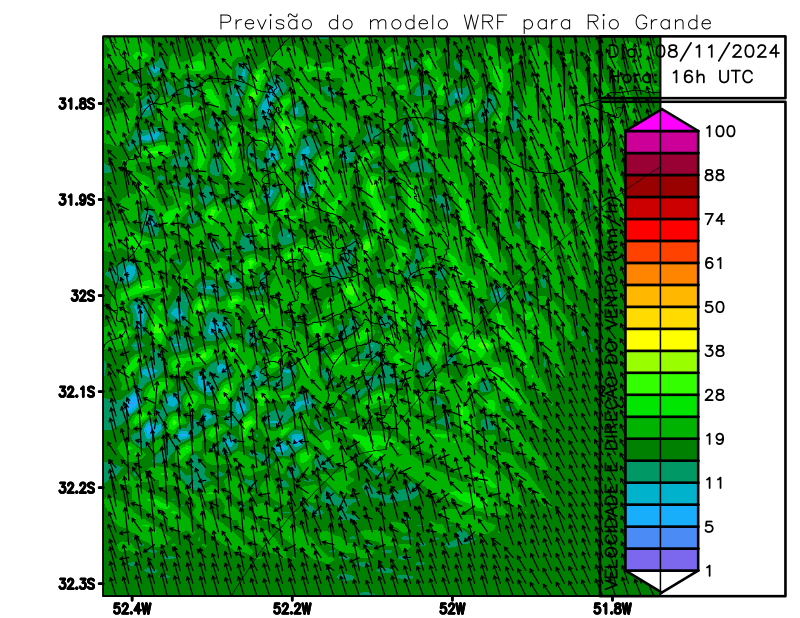 Previsão do modelo WRF para Rio Grande
Dia: 08/11/2024
Hora: 16h UTC
31.8S
31.9S
32S
32.1S
32.2S
32.3S
52.4W
52.2W
52W
51.8W
VELOCIDADE E DIREÇÃO DO VENTO (km/h)
100
88
74
61
50
38
28
19
11
5
1